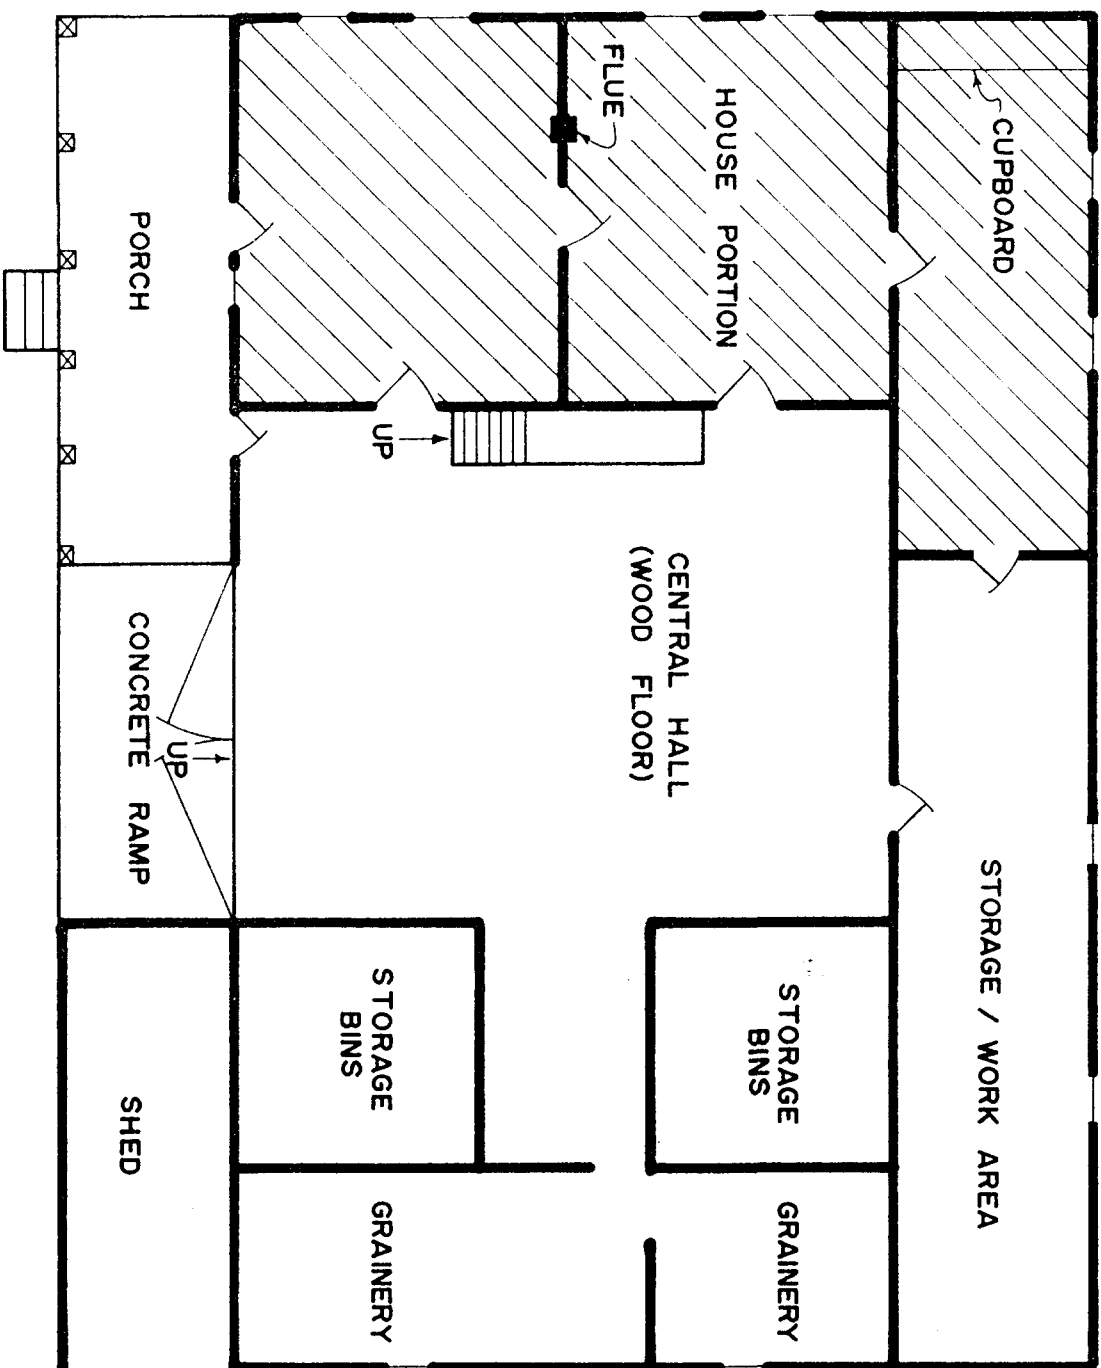 CUPBOARD
FLUE
HOUSE PORTION
PORCH
UP
CENTRAL HALL
(WOOD FLOOR)
STORAGE / WORK AREA
CONCRETE RAMP
UP
STORAGE
BINS
STORAGE
BINS
SHED
GRAINERY
GRAINERY